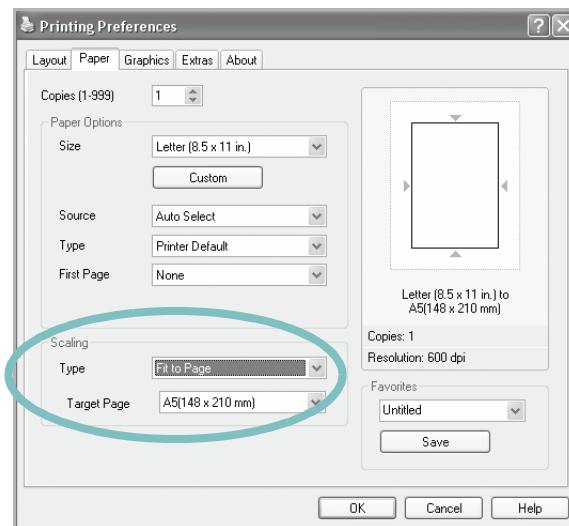 Printing Preferences
Layout Paper Graphics Extras About
Copies (1-999) 1
Paper Options
Size Letter (8.5 x 11 in.)
Custom
Source Auto Select
Type Printer Default
First Page None
Scaling
Type Fit to Page
Target Page A5(148 x 210 mm)
Letter (8.5 x 11 in.) to
A5(148 x 210 mm)
Copies: 1
Resolution: 600 dpi
Favorites
Untitled
Save
OK Cancel Help